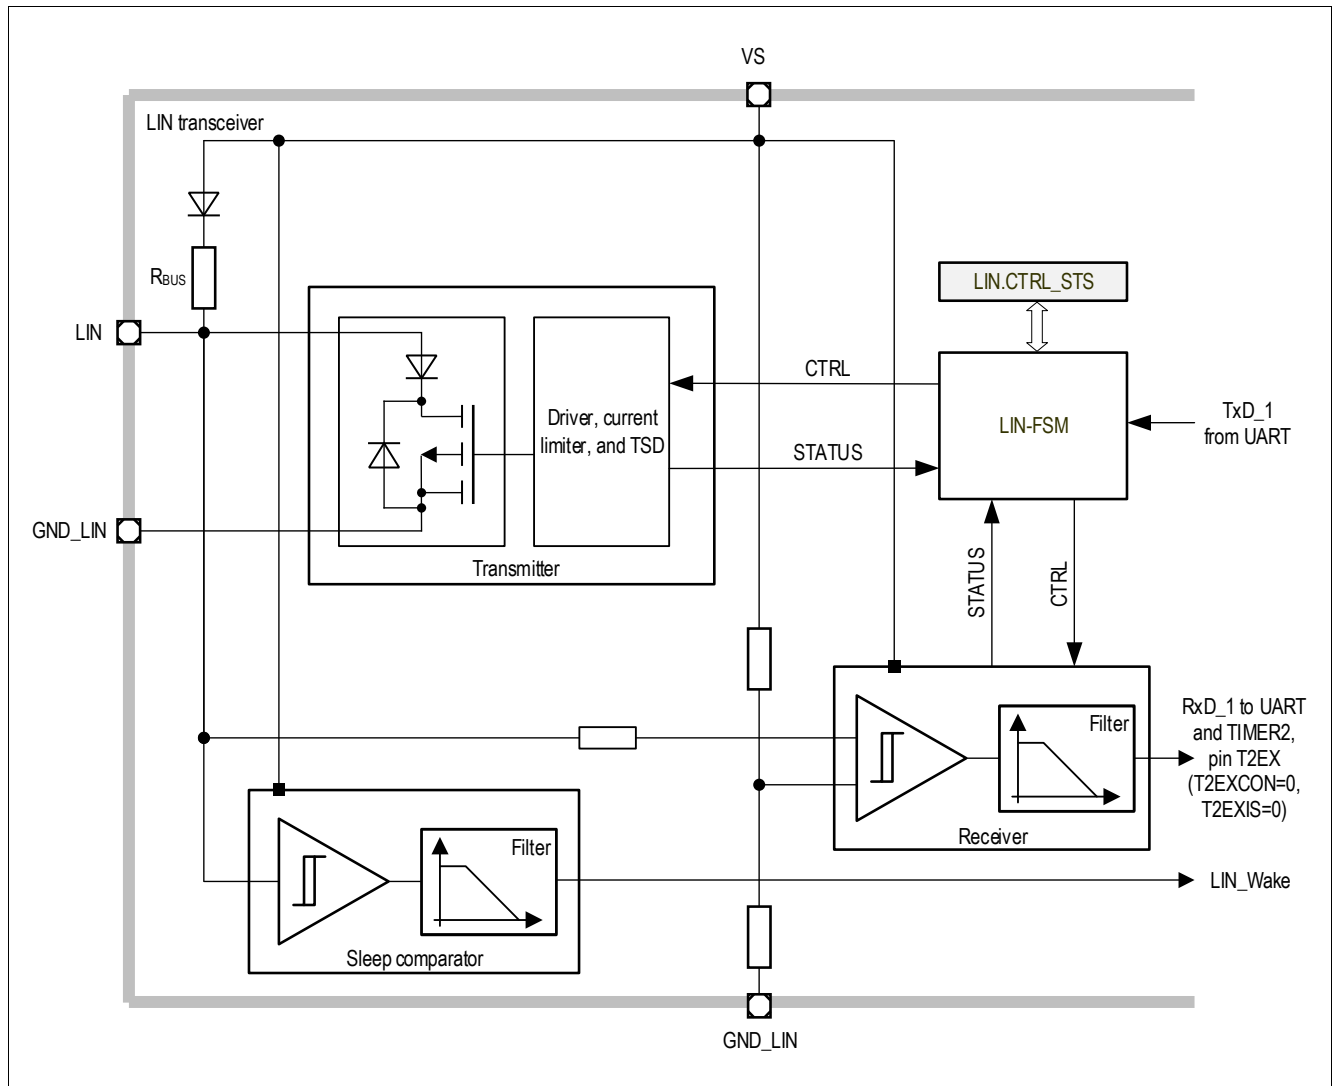 VS
LIN transceiver
RBUS
LIN
GND_LIN
Driver, current
limiter, and TSD
Transmitter
CTRL
STATUS
LIN.CTRL_STS
LIN-FSM
TxD_1
from UART
STATUS
CTRL
Filter
Receiver
RxD_1 to UART
and TIMER2,
pin T2EX
(T2EXCON=0,
T2EXIS=0)
Filter
Sleep comparator
LIN_Wake
GND_LIN